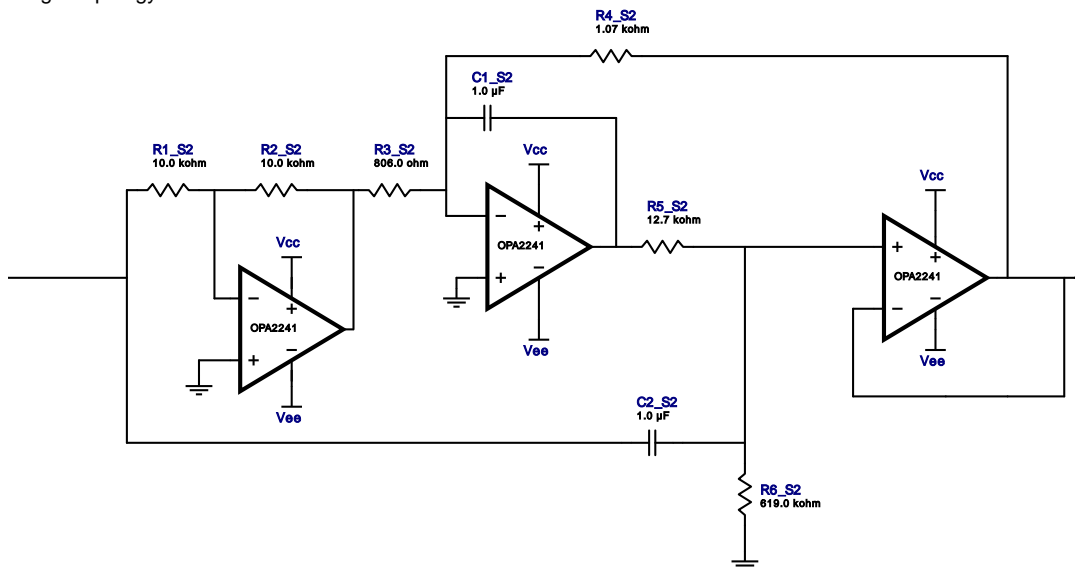 R4_S2
1.07 kohm
C1_S2
1.0 µF
R1_S2
10.0 kohm
R2_S2
10.0 kohm
R3_S2
806.0 ohm
Vcc
Vcc
R5_S2
12.7 kohm
−
+
OPA2241
−
+
Vcc
+
+
OPA2241
−
−
Vee
−
+
OPA2241
−
+
Vee
Vee
C2_S2
1.0 µF
R6_S2
619.0 kohm